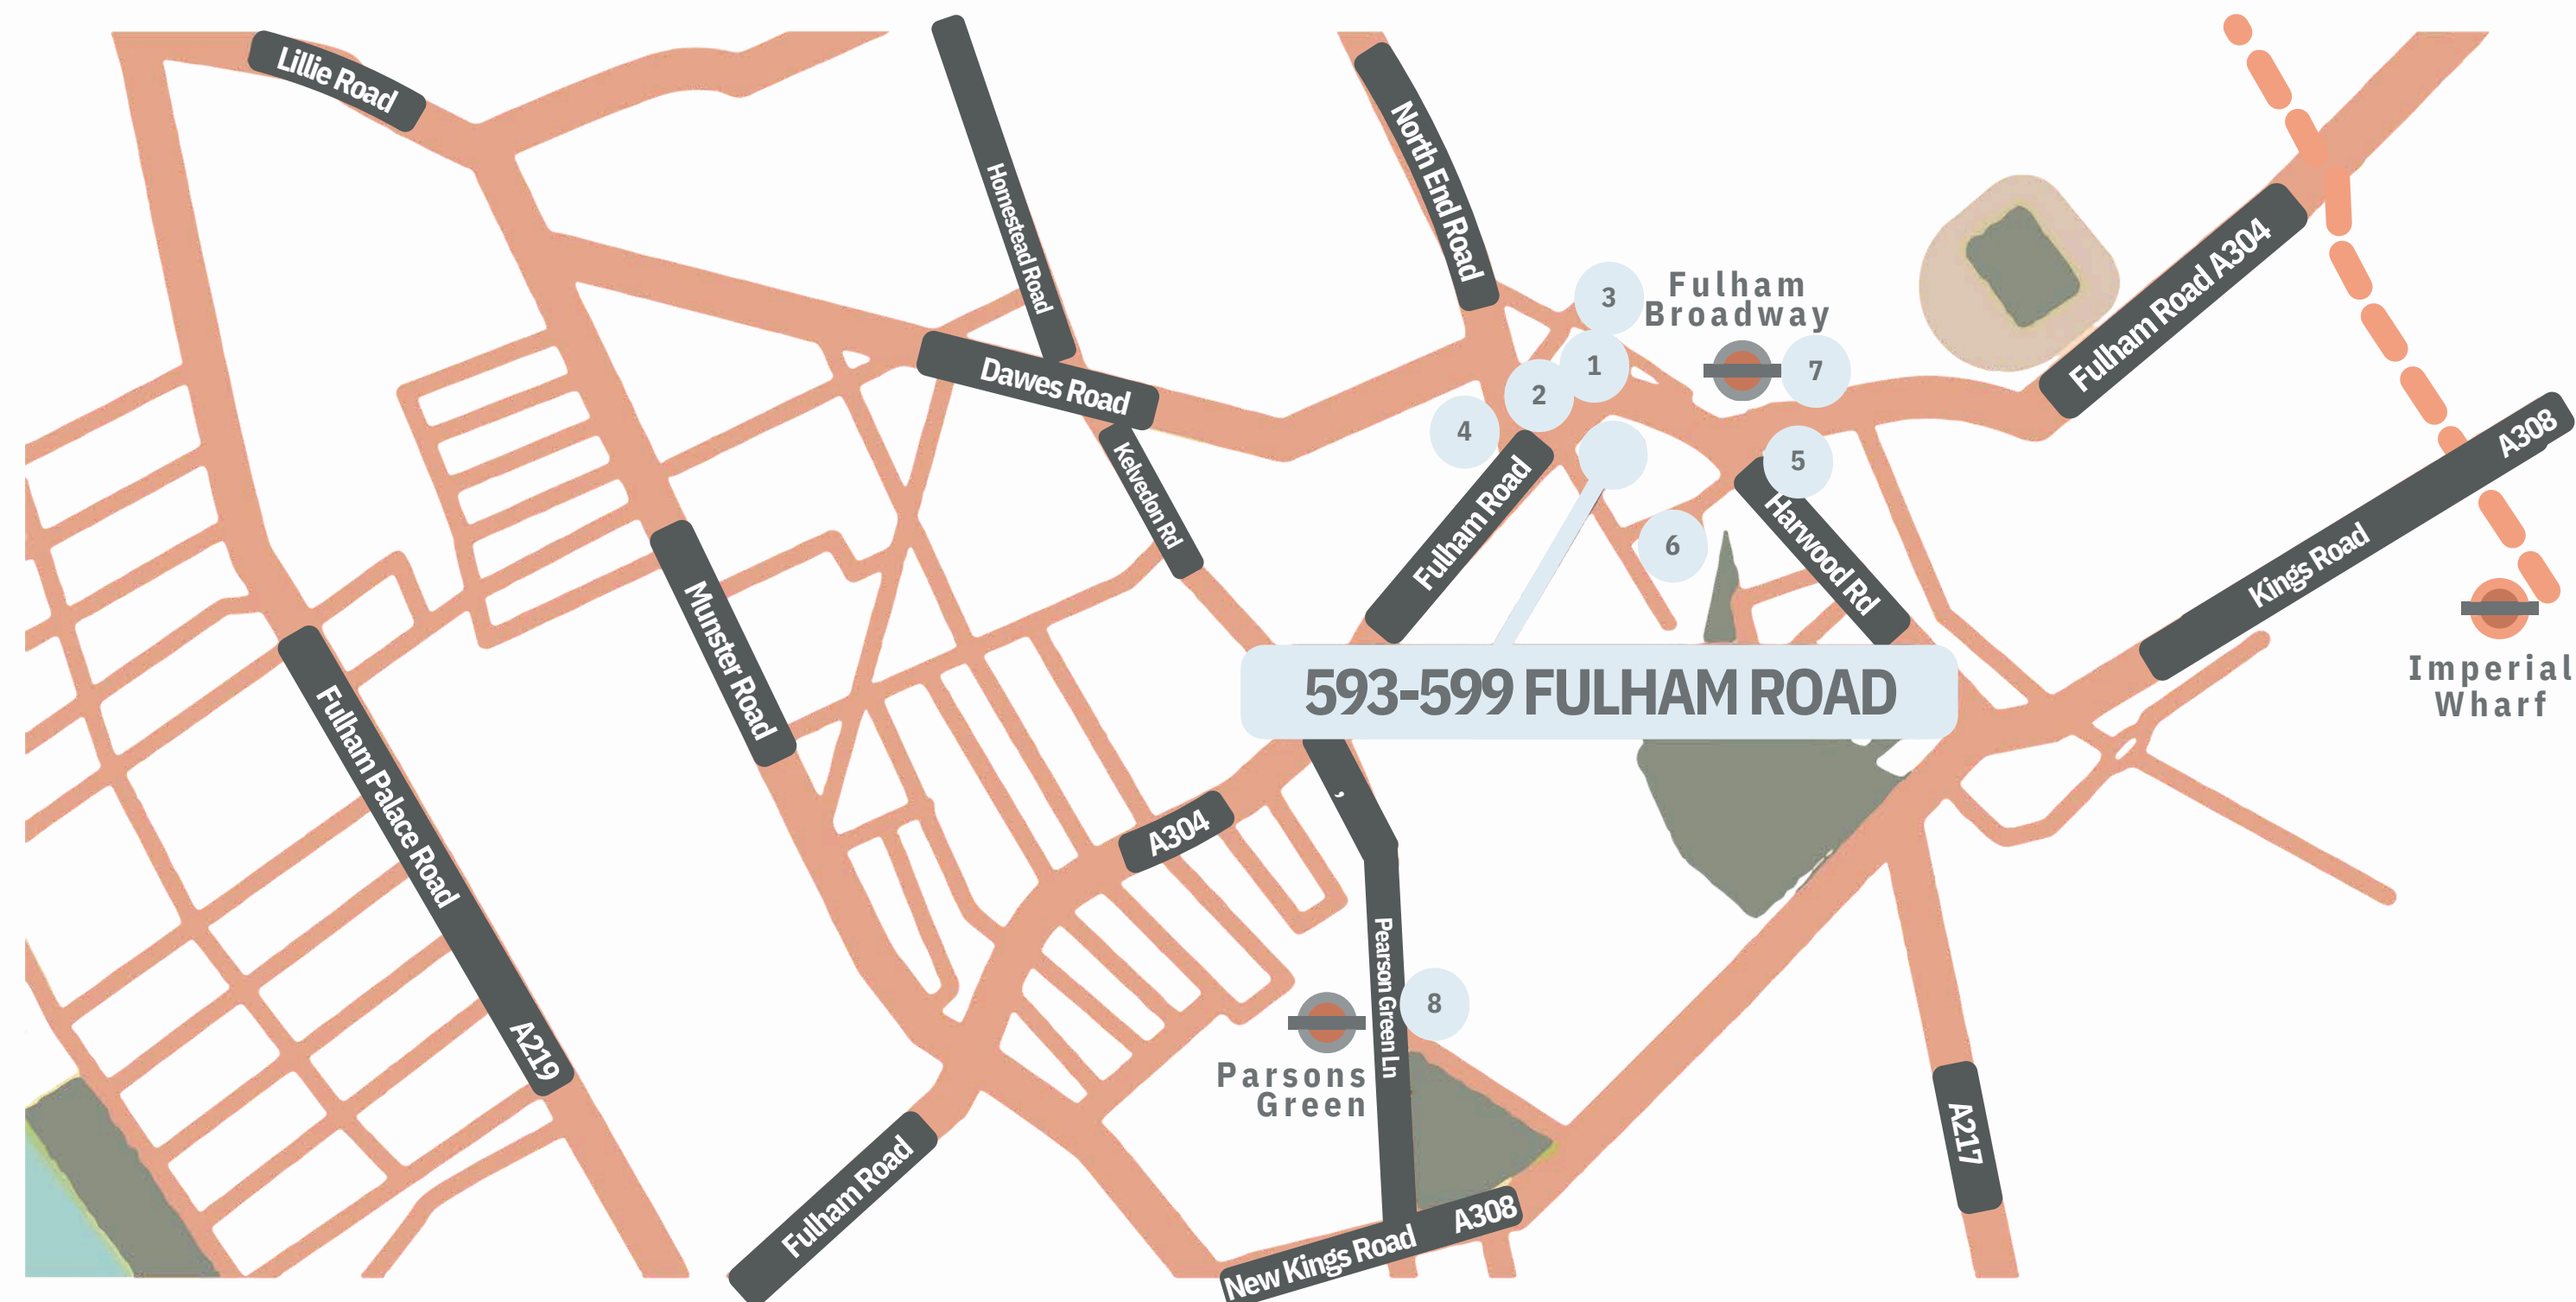 Lillie Road
Homestead Road
North End Road
3
Fulham
Broadway
1
7
2
4
Fulham Road A304
Dawes Road
Kelvedon Rd
5
A308
Kings Road
Fulham Road
6
Harwood Rd
Munster Road
Imperial
Wharf
593-599 FULHAM ROAD
Fulham Palace Road
A219
,
A304
Pearson Green Ln
8
Parsons
Green
A217
Fulham Road
New Kings Road
A308